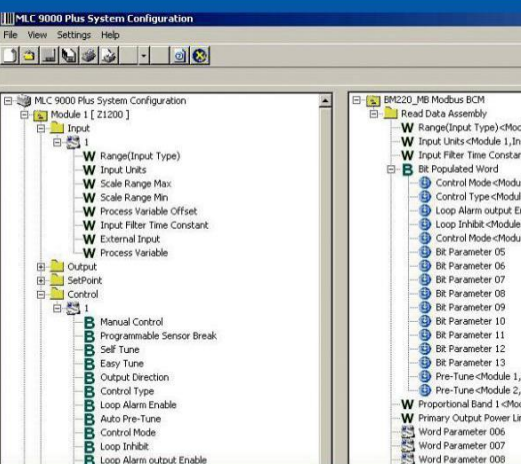 MLC 9000 Plus System Configuration
File View Settings Help
MLC 9000 Plus System Configuration
Module 1 [ Z1200 ]
Input
1
W Range(Input Type)
W Input Units
W Scale Range Max
W Scale Range Min
W Process Variable Offset
W Input Filter Time Constant
W External Input
W Process Variable
Output
SetPoint
Control
1
B Manual Control
B Programmable Sensor Break
B Self Tune
B Easy Tune
B Output Direction
B Control Type
B Loop Alarm Enable
B Auto Pre-Tune
B Control Mode
B Loop Inhibit
B Loop Alarm output Enable
BM220_MB Modbus BCM
Read Data Assembly
W Range(Input Type)<Moc
W Input Units<Module 1,In
W Input Filter Time Constar
B Bit Populated Word
Control Mode<Modu
Control Type<Modul
Loop Alarm output E
Loop Inhibit<Module
Control Mode<Modu
Bit Parameter 05
Bit Parameter 06
Bit Parameter 07
Bit Parameter 08
Bit Parameter 09
Bit Parameter 10
Bit Parameter 11
Bit Parameter 12
Bit Parameter 13
Pre-Tune<Module 1,
Pre-Tune<Module 2,
W Proportional Band 1<Moc
W Primary Output Power Lir
Word Parameter 006
Word Parameter 007
Word Parameter 008